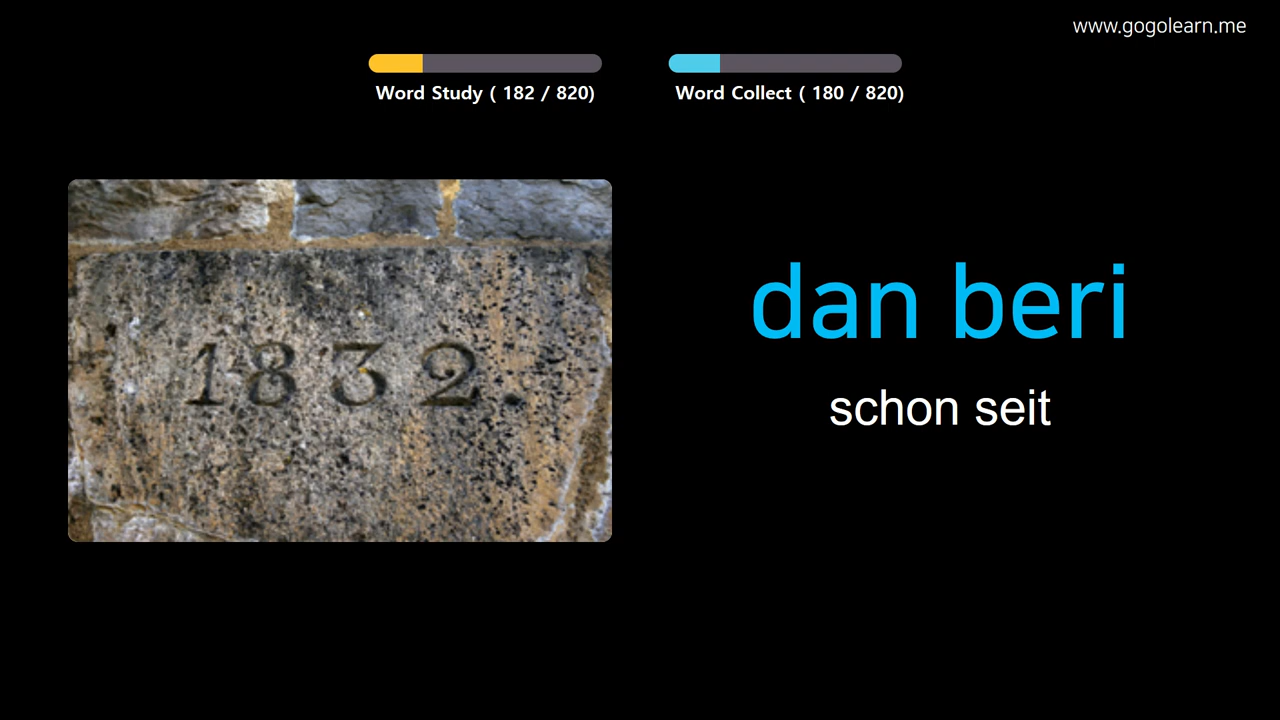 www.gogolearn.me
Word Study ( 182 / 820)
Word Collect ( 180 / 820)
1832.
dan beri
schon seit